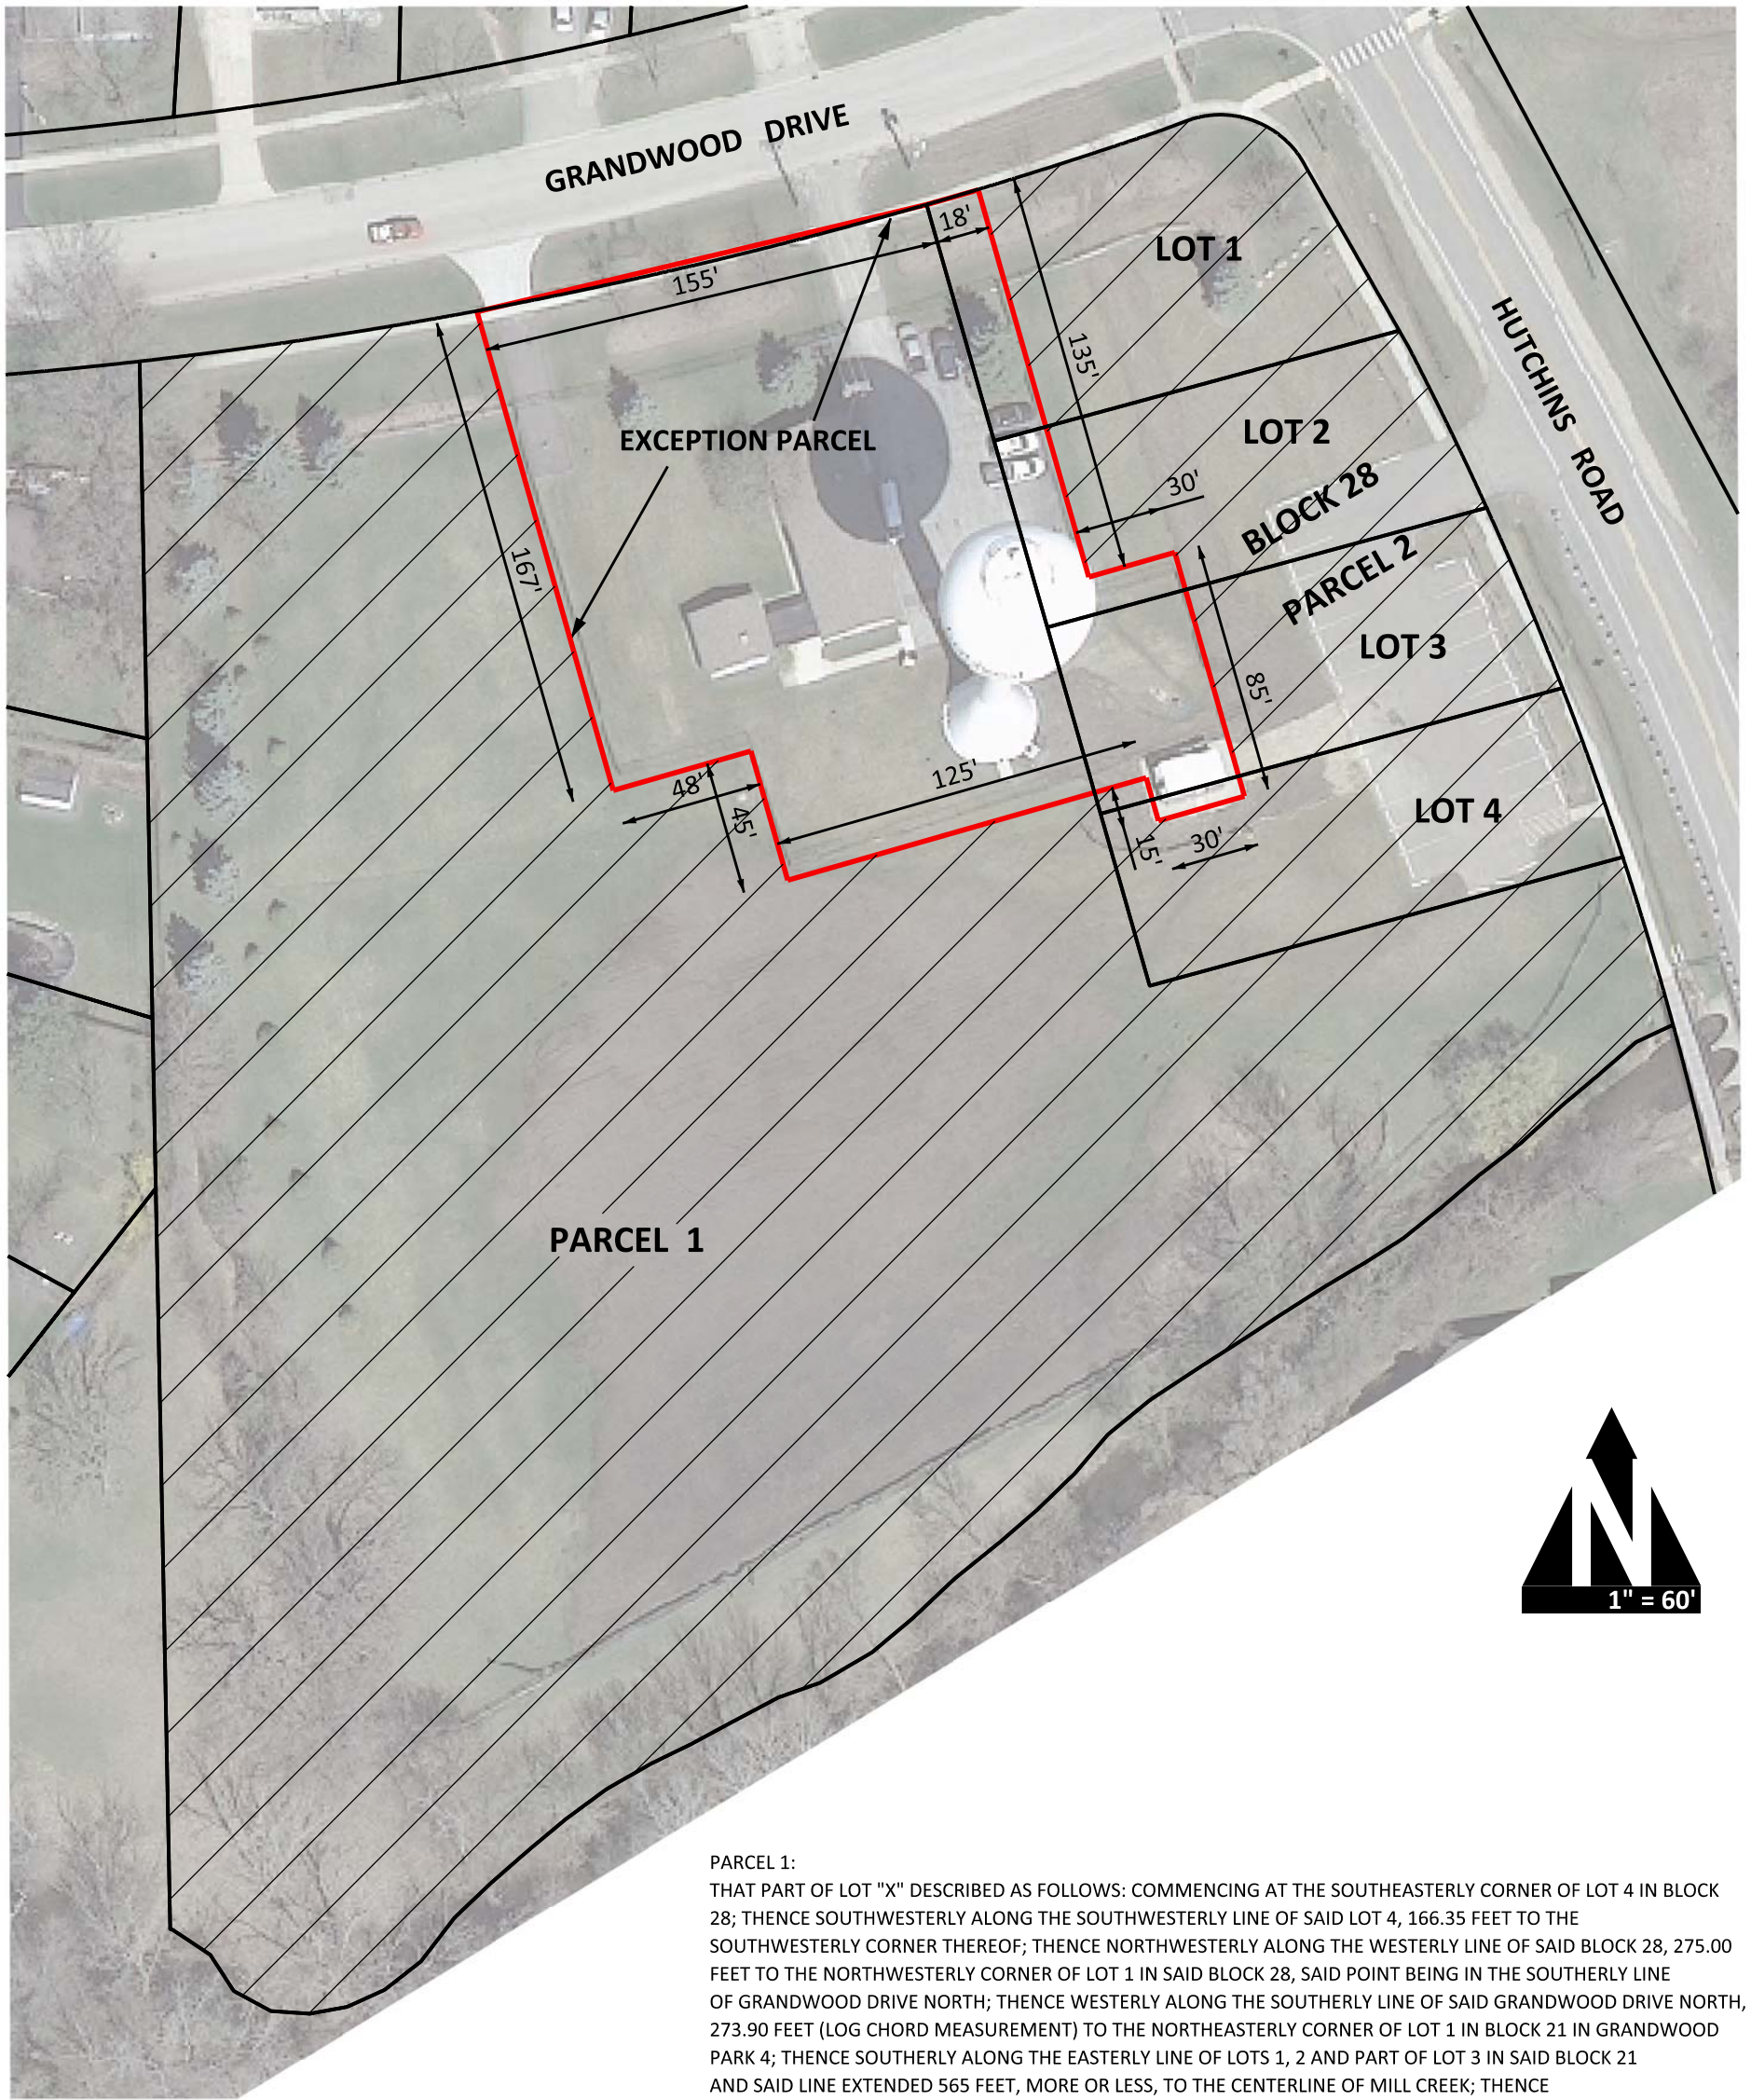 GRANDWOOD DRIVE
18'
155'
LOT 1
HUTCHINS ROAD
135'
EXCEPTION PARCEL
LOT 2
30'
BLOCK 28
PARCEL 2
167'
LOT 3
85'
125'
48'
45'
LOT 4
15'
30'
PARCEL 1
N
1" = 60'
PARCEL 1:
THAT PART OF LOT "X" DESCRIBED AS FOLLOWS: COMMENCING AT THE SOUTHEASTERLY CORNER OF LOT 4 IN BLOCK
28; THENCE SOUTHWESTERLY ALONG THE SOUTHWESTERLY LINE OF SAID LOT 4, 166.35 FEET TO THE
SOUTHWESTERLY CORNER THEREOF; THENCE NORTHWESTERLY ALONG THE WESTERLY LINE OF SAID BLOCK 28, 275.00
FEET TO THE NORTHWESTERLY CORNER OF LOT 1 IN SAID BLOCK 28, SAID POINT BEING IN THE SOUTHERLY LINE
OF GRANDWOOD DRIVE NORTH; THENCE WESTERLY ALONG THE SOUTHERLY LINE OF SAID GRANDWOOD DRIVE NORTH,
273.90 FEET (LOG CHORD MEASUREMENT) TO THE NORTHEASTERLY CORNER OF LOT 1 IN BLOCK 21 IN GRANDWOOD
PARK 4; THENCE SOUTHERLY ALONG THE EASTERLY LINE OF LOTS 1, 2 AND PART OF LOT 3 IN SAID BLOCK 21
AND SAID LINE EXTENDED 565 FEET, MORE OR LESS, TO THE CENTERLINE OF MILL CREEK; THENCE